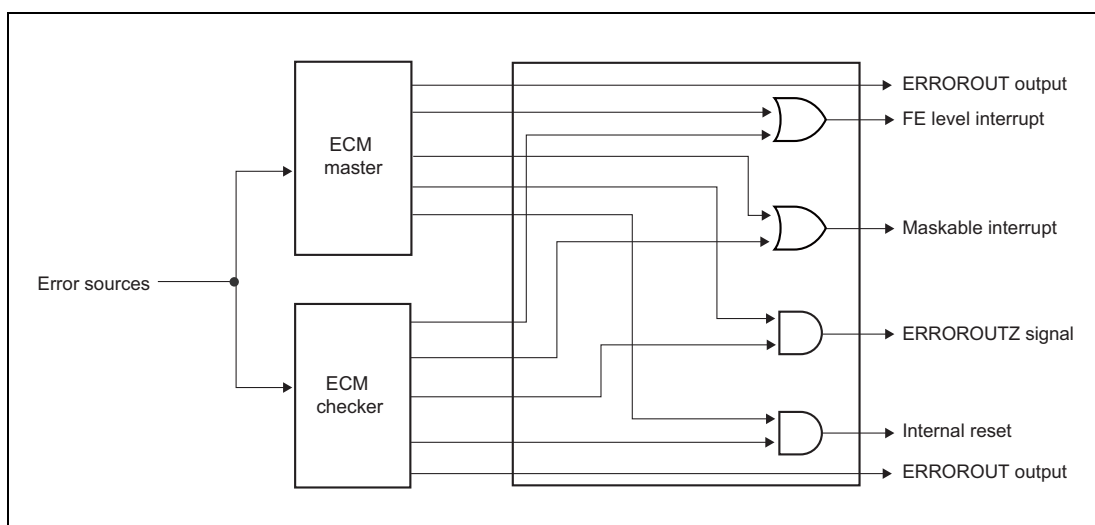 ERROROUT output
FE level interrupt
ECM
master
Maskable interrupt
Error sources
ERROROUTZ signal
ECM
checker
Internal reset
ERROROUT output